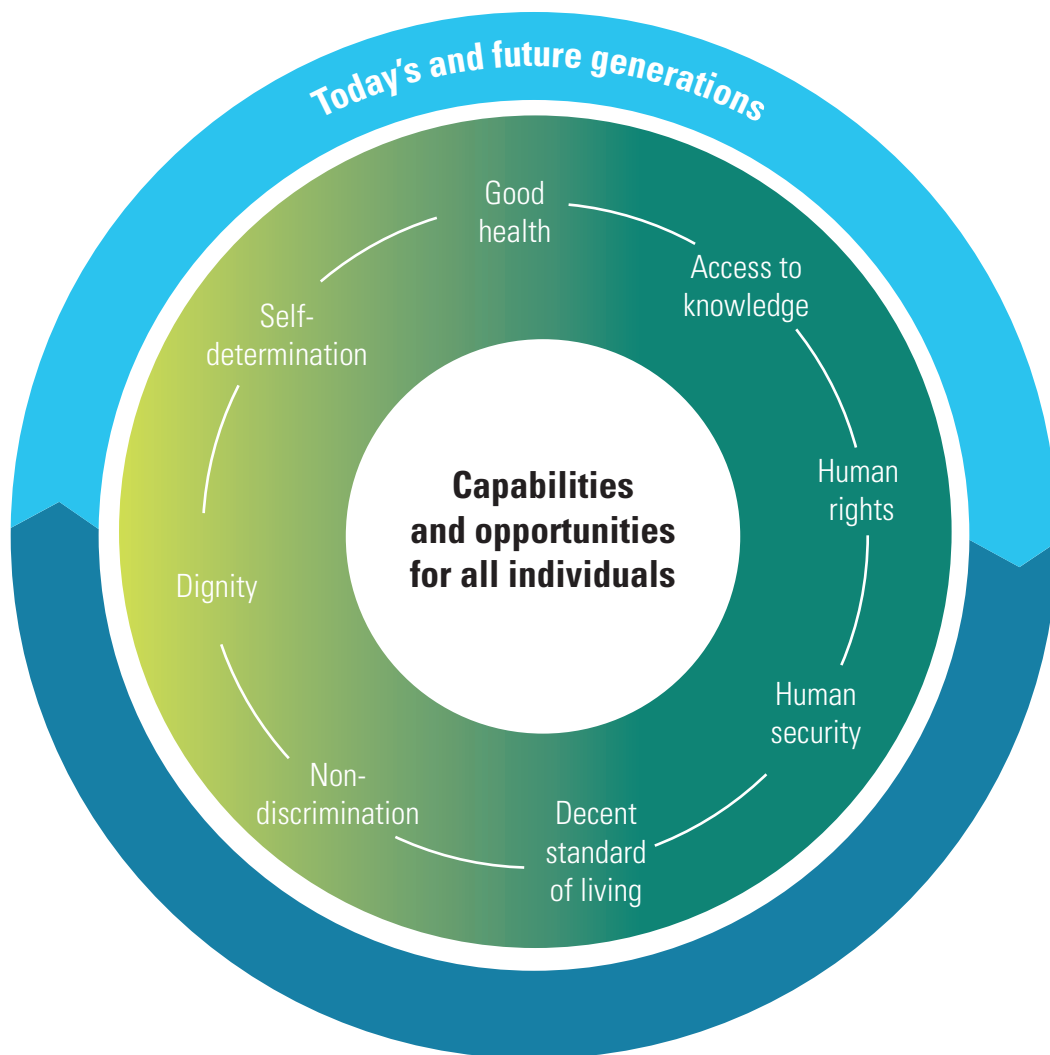 Today's and future generations
Good
health
Access to
knowledge
Human
rights
Human
security
Decent
standard
of living
Non-
discrimination
Dignity
Self-
determination
Capabilities
and opportunities
for all individuals